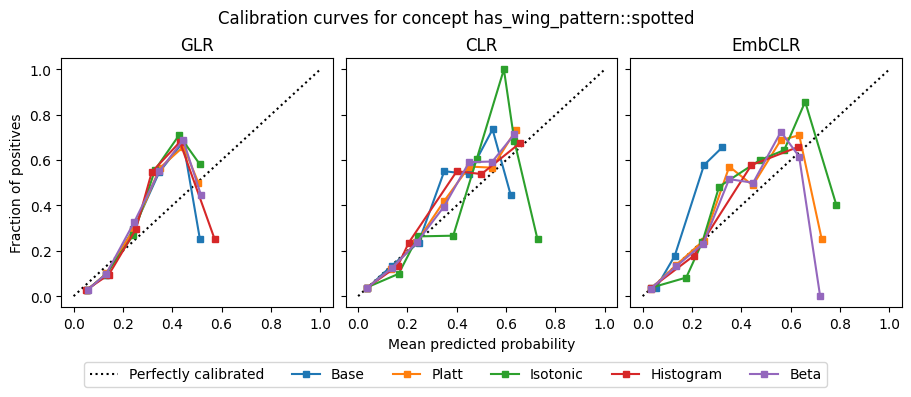 Calibration curves for concept has_wing_pattern::spotted
GLR
CLR
EmbCLR
Fraction of positives
1.0
0.8
0.6
0.4
0.2
0.0
0.0 0.2 0.4 0.6 0.8 1.0
0.0 0.2 0.4 0.6 0.8 1.0
0.0 0.2 0.4 0.6 0.8 1.0
Mean predicted probability
Perfectly calibrated Base Platt Isotonic Histogram Beta